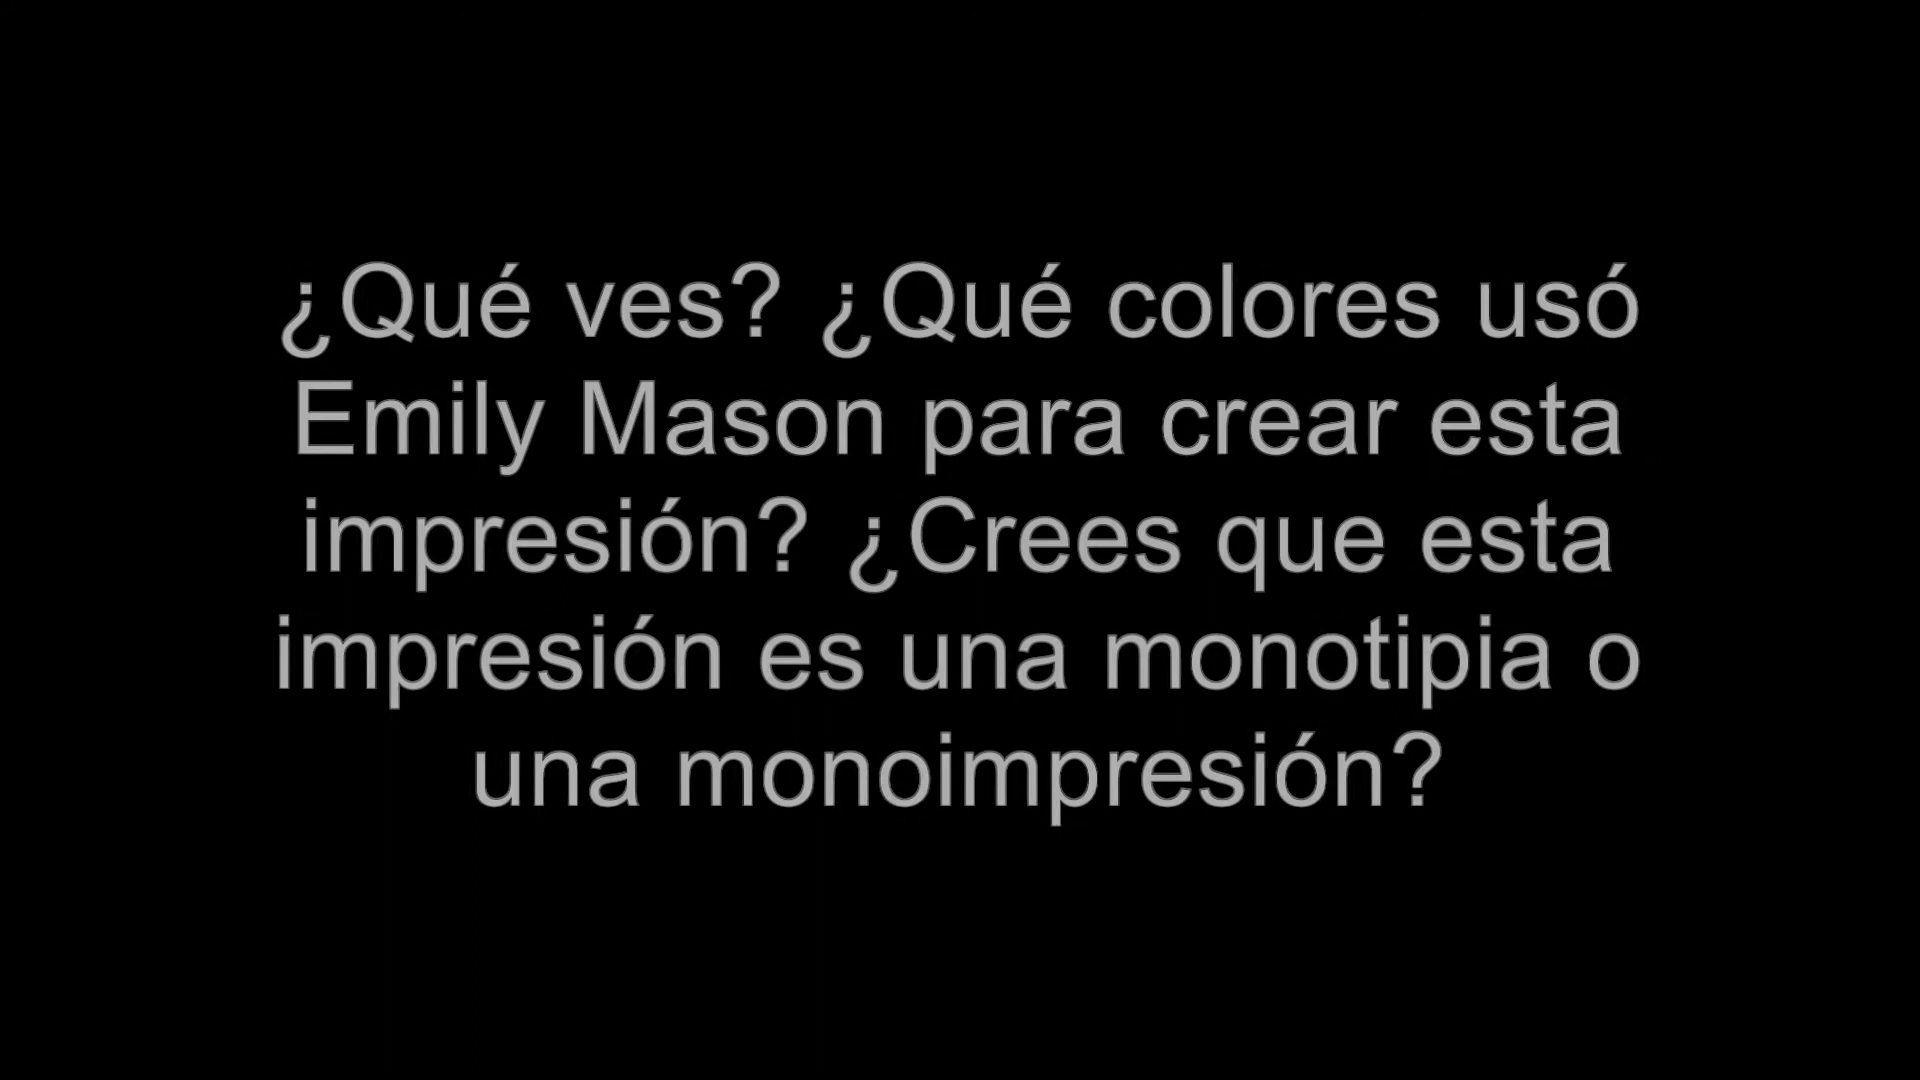 ¿Qué ves? ¿Qué colores usó
Emily Mason para crear esta
impresión? ¿Crees que esta
impresión es una monotipia o
una monoimpresión?